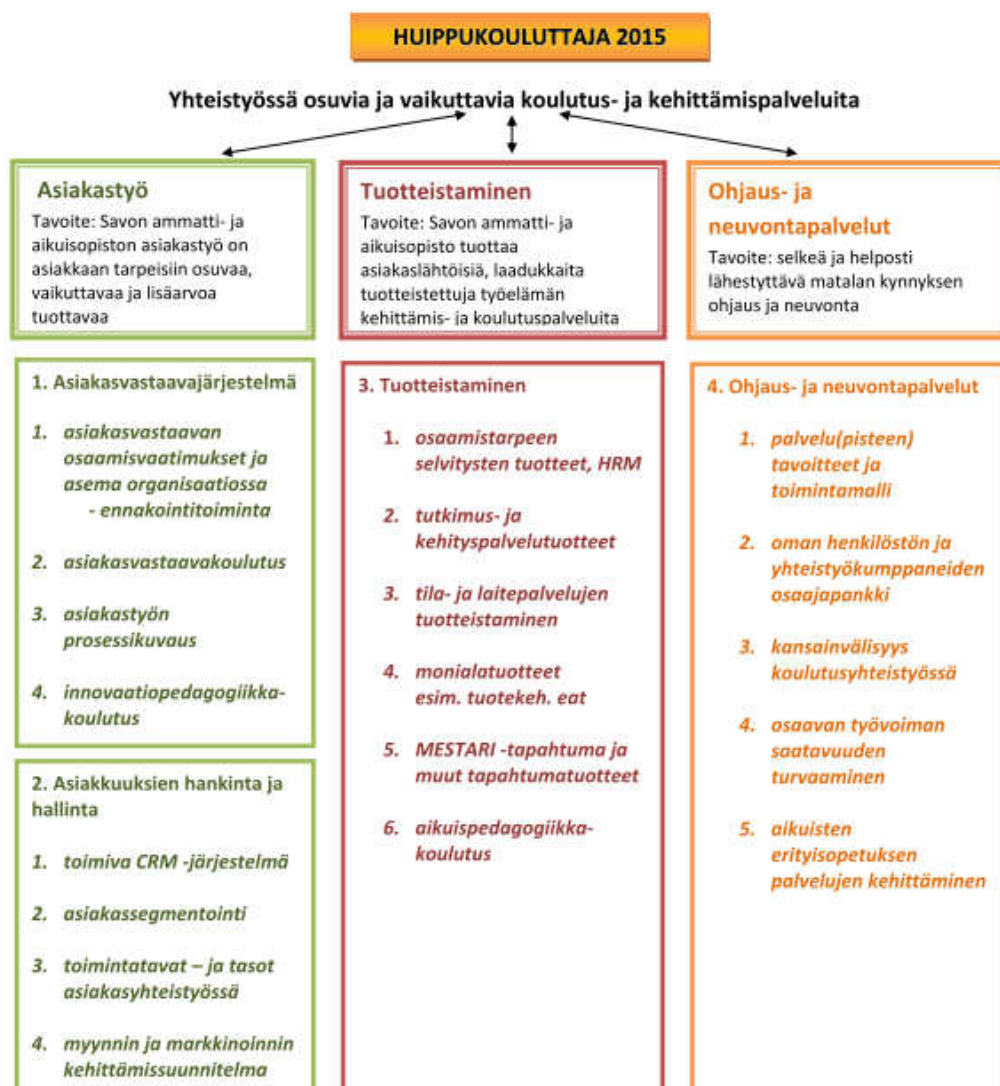 HUIPPUKOULUTTAJA 2015
Yhteistyössä osuvia ja vaikuttavia koulutus- ja kehittämispalveluita
Asiakastyö
Tavoite: Savon ammatti- ja
aikuisopiston asiakastyö on
asiakkaan tarpeisiin osuvaa,
vaikuttavaa ja lisäarvoa
tuottavaa
Tuotteistaminen
Tavoite: Savon ammatti- ja
aikuisopisto tuottaa
asiakaslähtöisiä, laadukkaita
tuotteistettuja työelämän
kehittämis- ja koulutuspalveluita
Ohjaus- ja
neuvontapalvelut
Tavoite: selkeä ja helposti
lähestyttävä matalan kynnyksen
ohjaus ja neuvonta
1. Asiakasvastaavajärjestelmä
1. asiakasvastaavan
osaamisvaatimukset ja
asema organisaatiossa
- ennakointitoiminta
2. asiakasvastaavakoulutus
3. asiakastyön
prosessikuvaus
4. innovaatiopedagogiikka-
koulutus
2. Asiakkuuksien hankinta ja
hallinta
1. toimiva CRM -järjestelmä
2. asiakassegmentointi
3. toimintatavat – ja tasot
asiakasyhteistyössä
4. myynnin ja markkinoinnin
kehittämissuunnitelma
3. Tuotteistaminen
1. osaamistarpeen
selvitysten tuotteet, HRM
2. tutkimus- ja
kehityspalvelutuotteet
3. tila- ja laitepalvelujen
tuotteistaminen
4. monialatuotteet
esim. tuotekeh. eat
5. MESTARI -tapahtuma ja
muut tapahtumatuotteet
6. aikuispedagogiikka-
koulutus
4. Ohjaus- ja neuvontapalvelut
1. palvelu(pisteen)
tavoitteet ja
toimintamalli
2. oman henkilöstön ja
yhteistyökumppaneiden
osaajapankki
3. kansainvälisyys
koulutusyhteistyössä
4. osaavan työvoiman
saatavuuden
turvaaminen
5. aikuisten
erityisopetuksen
palvelujen kehittäminen